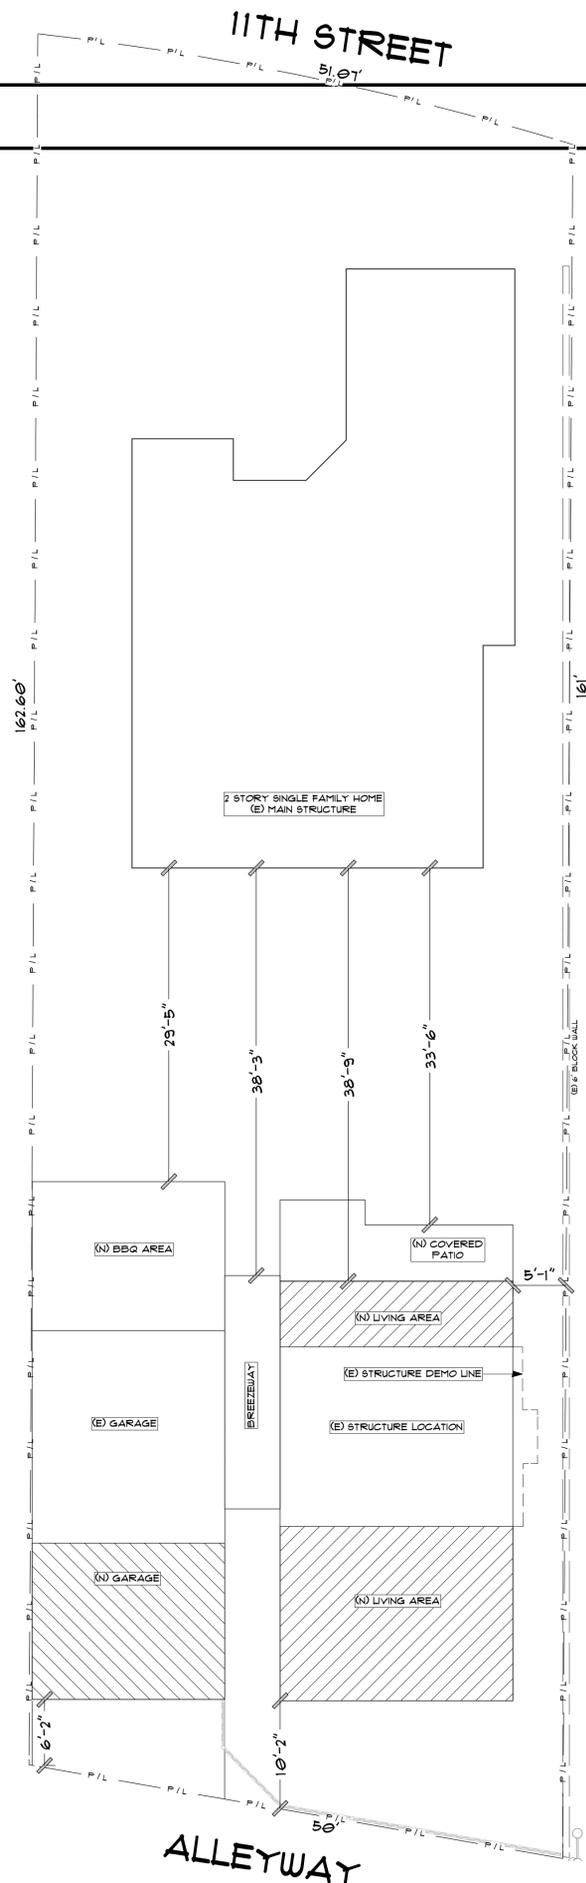 11TH STREET
P/L P/L P/L P/L P/L P/L
51.07'
P/L P/L
P/L P/L
P/L P/L
P/L P/L
P/L P/L
P/L P/L
P/L P/L
P/L P/L
162.60'
161'
P/L P/L
2 STORY SINGLE FAMILY HOME
(E) MAIN STRUCTURE
P/L P/L
P/L P/L
P/L P/L
29'-5"
38'-3"
38'-9"
33'-6"
(E) 6' BLOCK WALL
P/L P/L
P/L P/L
P/L P/L
(N) BBQ AREA
(N) COVERED
PATIO
5'-1"
P/L P/L
(N) LIVING AREA
(E) STRUCTURE DEMO LINE
BREEZEWAY
(E) GARAGE
(E) STRUCTURE LOCATION
P/L P/L
P/L P/L
(N) GARAGE
(N) LIVING AREA
P/L P/L
P/L P/L
6'-2"
10'-2"
P/L P/L P/L P/L P/L P/L
50'
ALLEYWAY